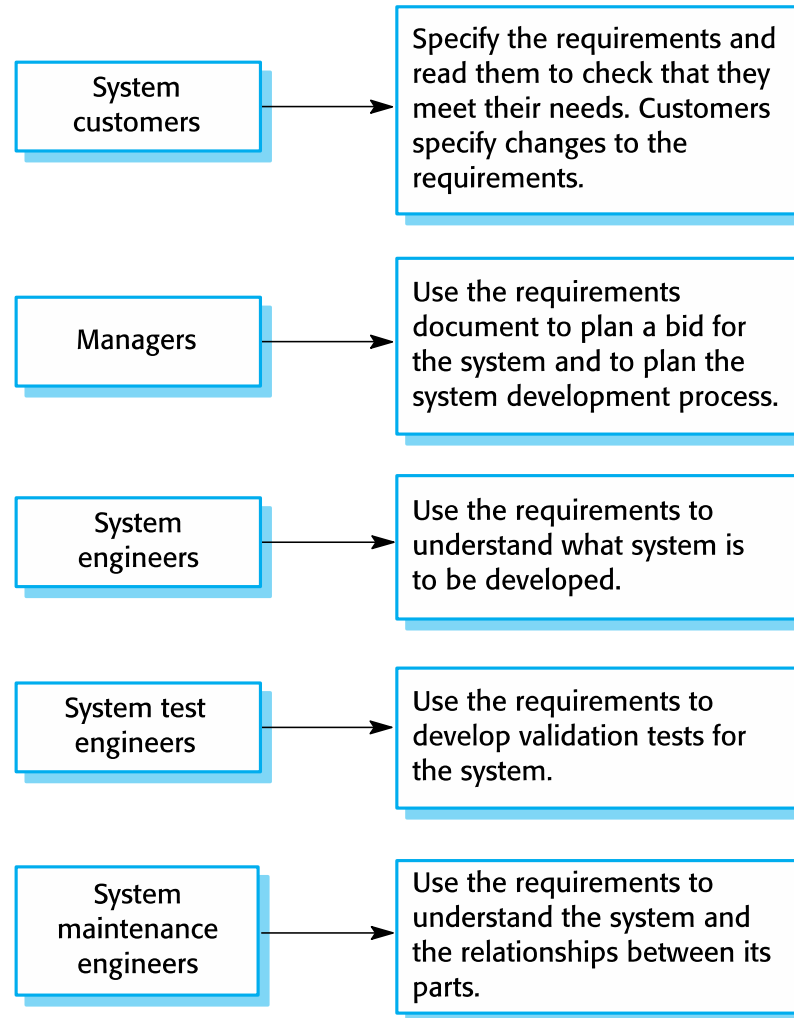 System
customers
Specify the requirements and
read them to check that they
meet their needs. Customers
specify changes to the
requirements.
Managers
Use the requirements
document to plan a bid for
the system and to plan the
system development process.
System
engineers
Use the requirements to
understand what system is
to be developed.
System test
engineers
Use the requirements to
develop validation tests for
the system.
System
maintenance
engineers
Use the requirements to
understand the system and
the relationships between its
parts.